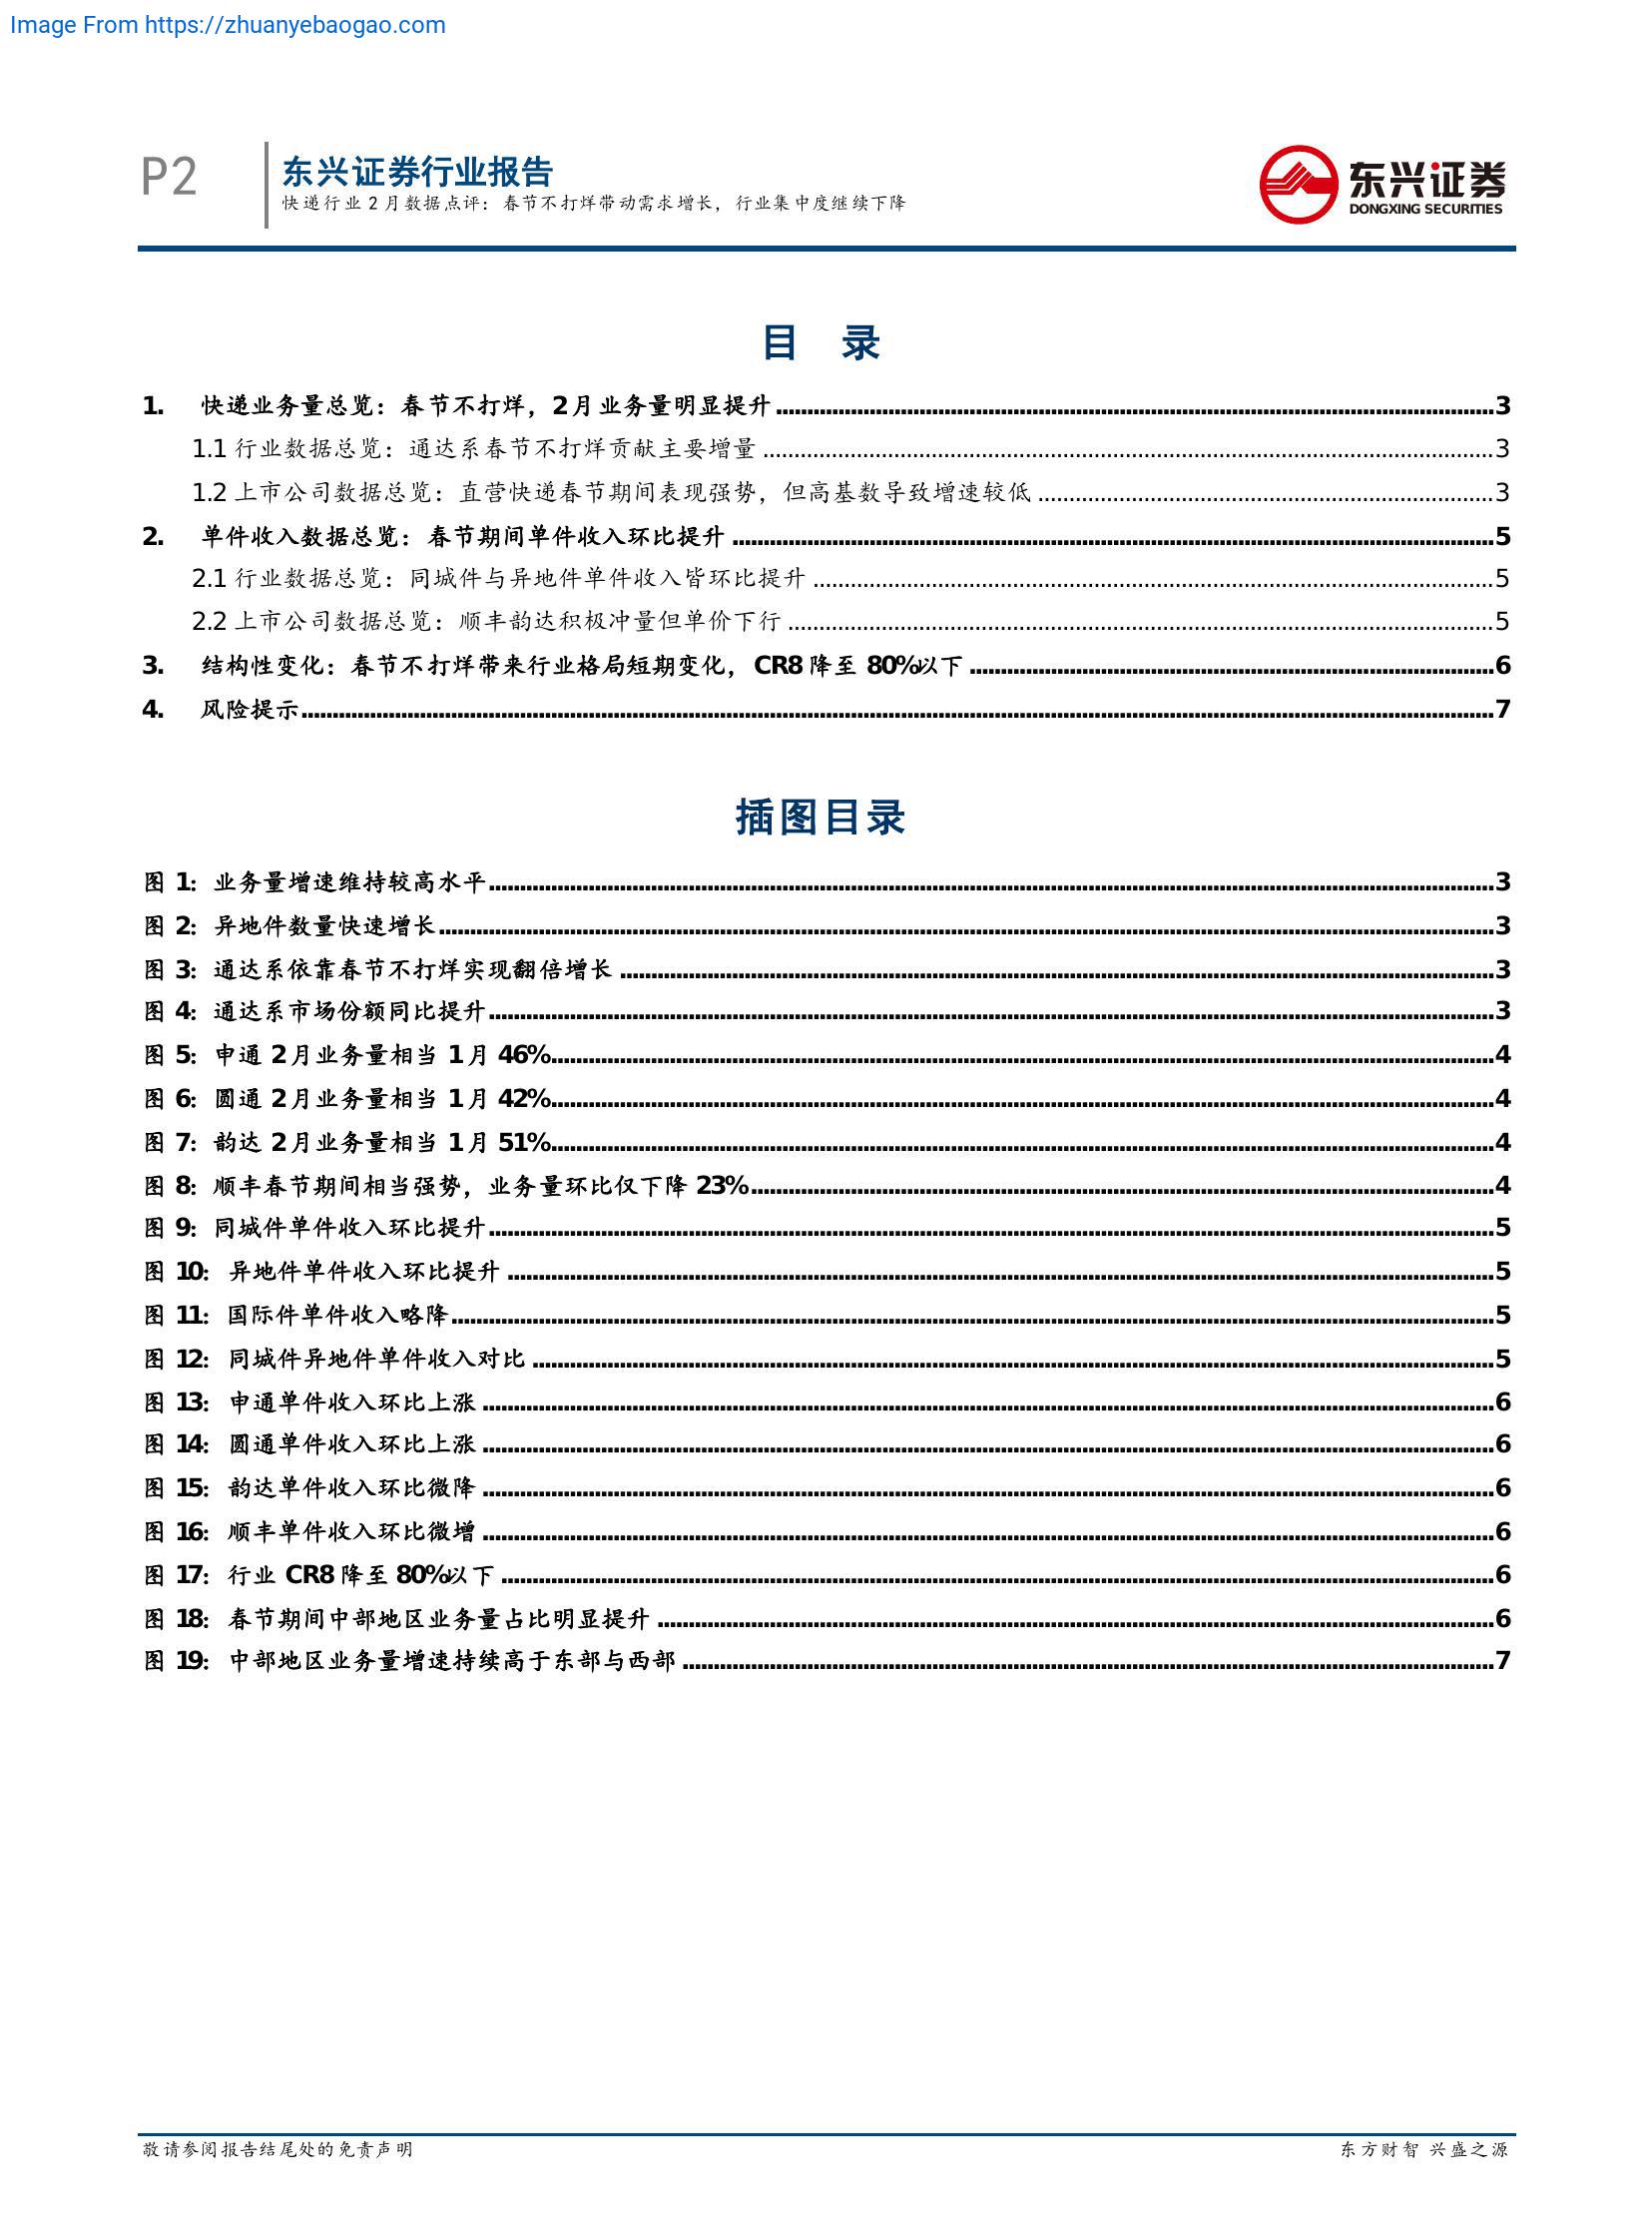 Image From https://zhuanyebaogao.com
P2
东兴证券行业报告
快递行业 2 月数据点评：春节不打烊带动需求增长，行业集中度继续下降
东兴证券
DONGXING SECURITIES
目 录
1. 快递业务量总览：春节不打烊，2 月业务量明显提升 3
1.1 行业数据总览：通达系春节不打烊贡献主要增量 3
1.2 上市公司数据总览：直营快递春节期间表现强势，但高基数导致增速较低 3
2. 单件收入数据总览：春节期间单件收入环比提升 5
2.1 行业数据总览：同城件与异地件单件收入皆环比提升 5
2.2 上市公司数据总览：顺丰韵达积极冲量但单价下行 5
3. 结构性变化：春节不打烊带来行业格局短期变化，CR8 降至 80%以下 6
4. 风险提示 7
插图目录
图 1：业务量增速维持较高水平 3
图 2：异地件数量快速增长 3
图 3：通达系依靠春节不打烊实现翻倍增长 3
图 4：通达系市场份额同比提升 3
图 5：申通 2 月业务量相当 1 月 46% 4
图 6：圆通 2 月业务量相当 1 月 42% 4
图 7：韵达 2 月业务量相当 1 月 51% 4
图 8：顺丰春节期间相当强势，业务量环比仅下降 23% 4
图 9：同城件单件收入环比提升 5
图 10：异地件单件收入环比提升 5
图 11：国际件单件收入略降 5
图 12：同城件异地件单件收入对比 5
图 13：申通单件收入环比上涨 6
图 14：圆通单件收入环比上涨 6
图 15：韵达单件收入环比微降 6
图 16：顺丰单件收入环比微增 6
图 17：行业 CR8 降至 80%以下 6
图 18：春节期间中部地区业务量占比明显提升 6
图 19：中部地区业务量增速持续高于东部与西部 7
敬请参阅报告结尾处的免责声明
东方财智 兴盛之源